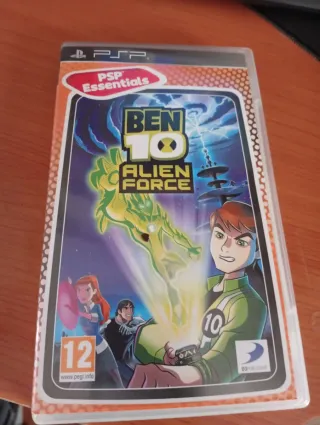 PSP
PSP
Essentials
BEN
10
ALIEN
FORCE
10
12
www.pegi.info
D3